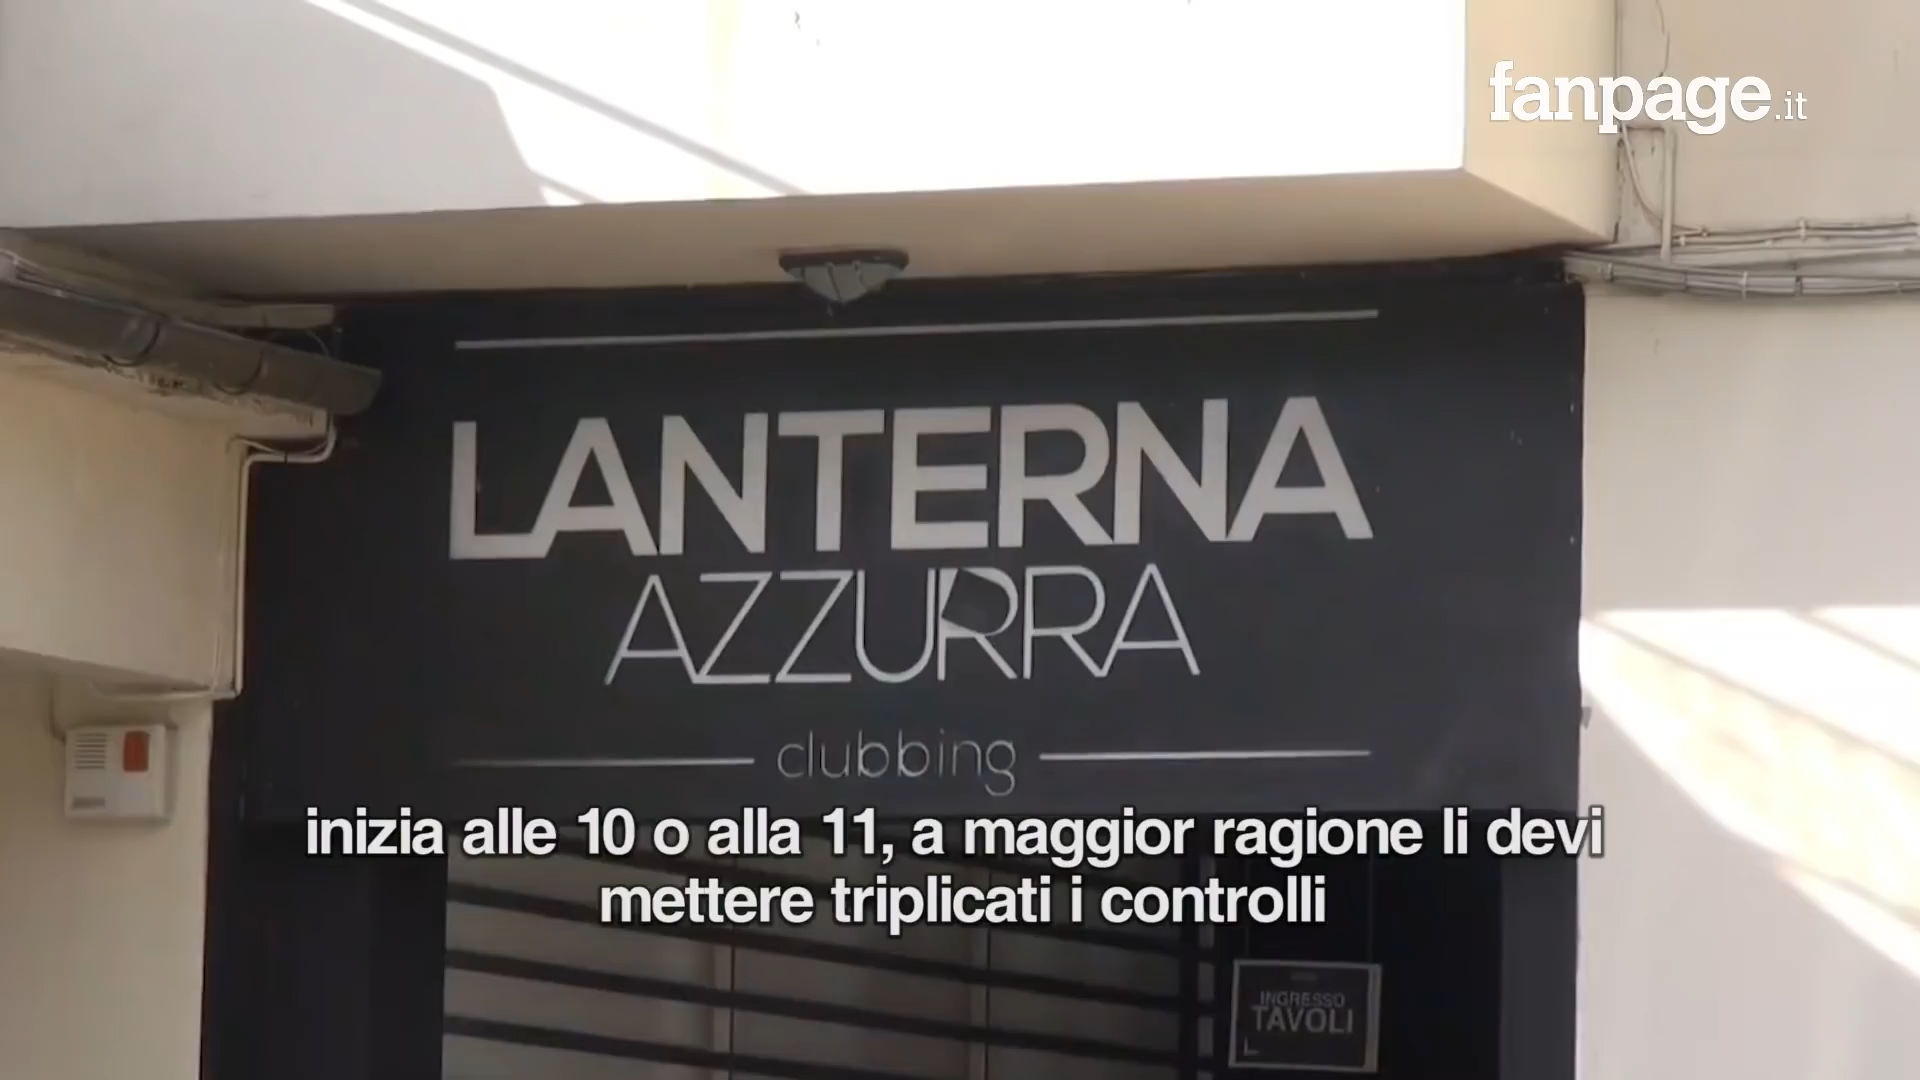 fanpage.it
LANTERNA
AZZURRA
clubbing
inizia alle 10 o alla 11, a maggior ragione li devi
mettere triplicati i controlli
INGRESSO
TAVOLI